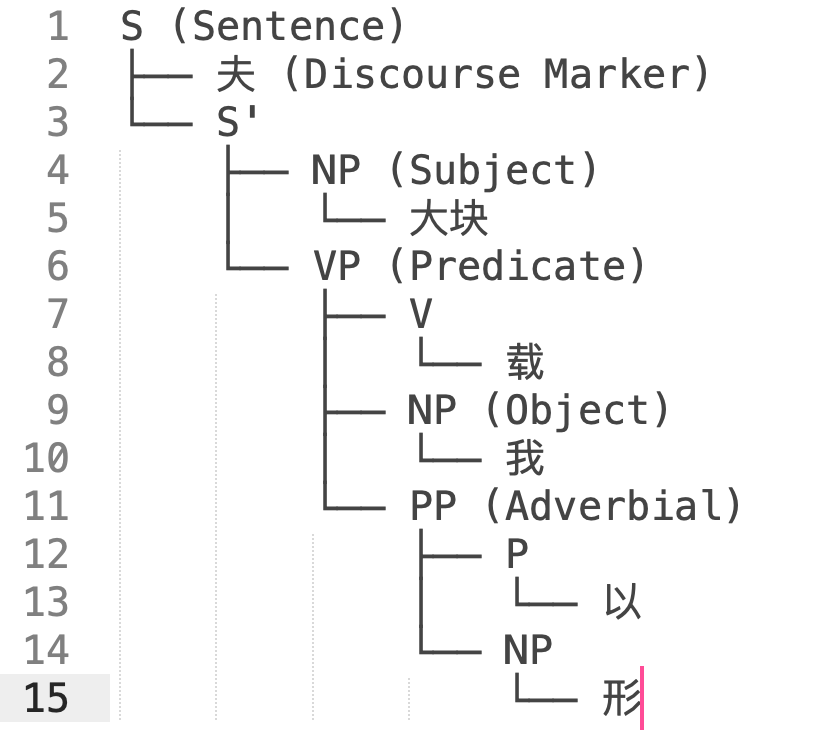 1 S (Sentence)
2 ├── 夫 (Discourse Marker)
3 └── S'
4     ├── NP (Subject)
5     │   └── 大块
6     └── VP (Predicate)
7         ├── V
8         │   └── 载
9         ├── NP (Object)
10         │   └── 我
11         └── PP (Adverbial)
12             ├── P
13             │   └── 以
14             └── NP
15                 └── 形